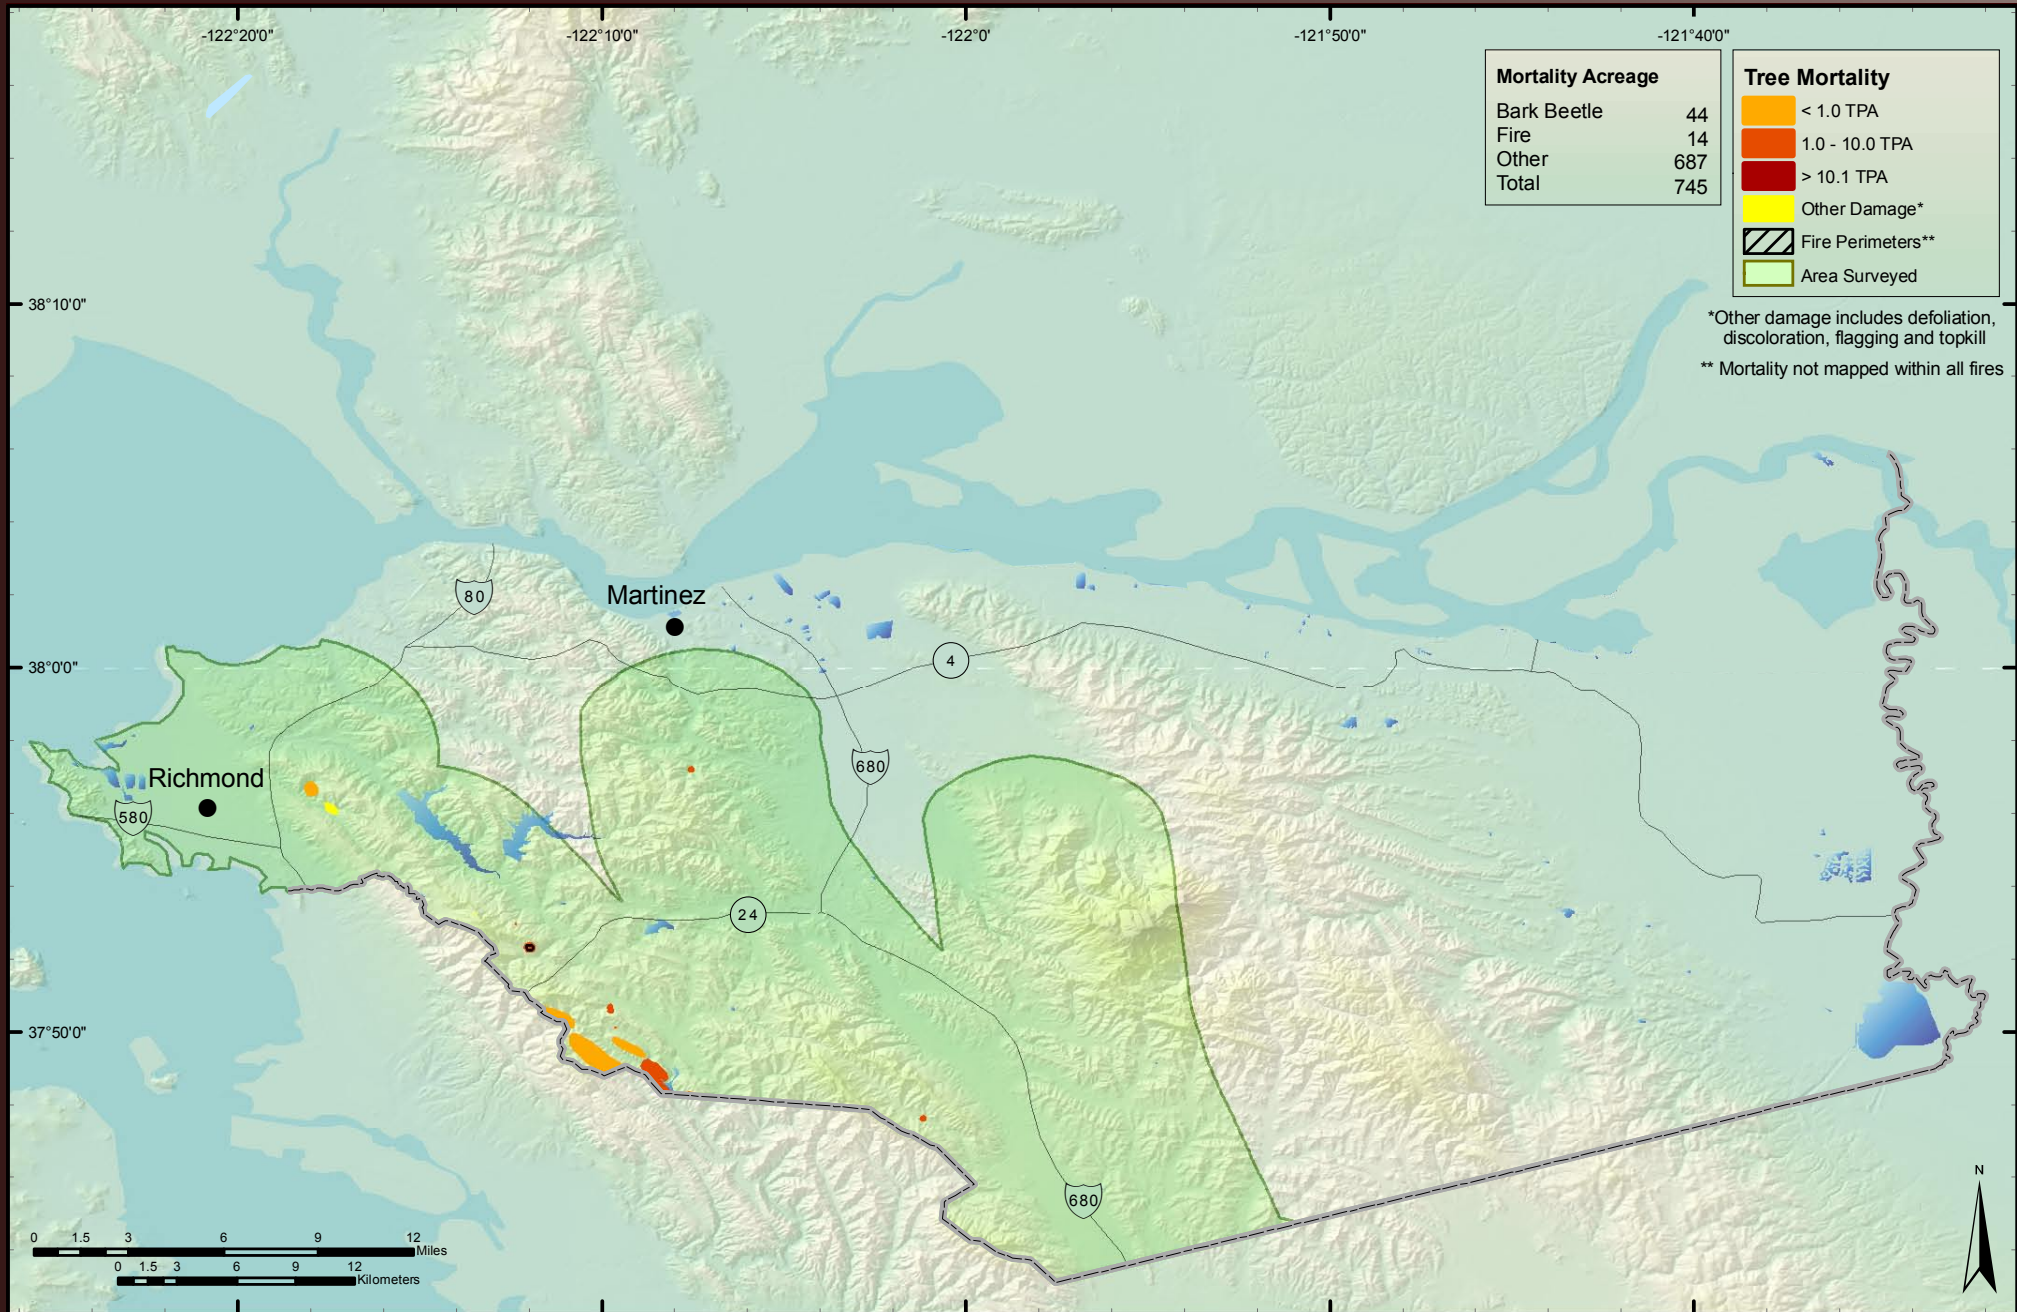 -122°20'0"
-122°10'0"
-122°0'
-121°50'0"
-121°40'0"
Mortality Acreage
Bark Beetle 44
Fire 14
Other 687
Total 745
Tree Mortality
< 1.0 TPA
1.0 - 10.0 TPA
> 10.1 TPA
Other Damage*
Fire Perimeters**
Area Surveyed
*Other damage includes defoliation,
discoloration, flagging and topkill
** Mortality not mapped within all fires
38°10'0"
80
Martinez
38°0'0"
4
680
Richmond
580
24
37°50'0"
N
680
0 1.5 3 6 9 12
Miles
0 1.5 3 6 9 12
Kilometers